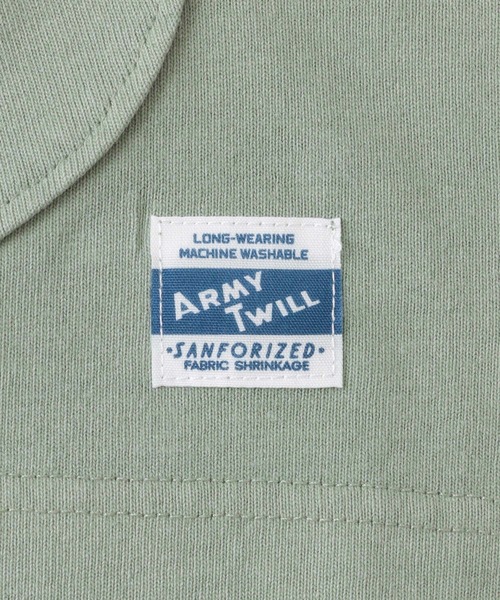 LONG-WEARING
MACHINE WASHABLE
ARMY
TWILL
·SANFORIZED·
FABRIC SHRINKAGE